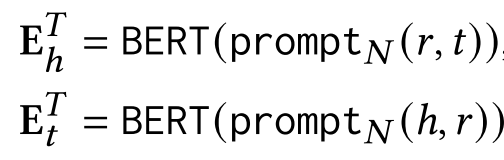 E_h^T = BERT(prompt_N(r, t)),
E_t^T = BERT(prompt_N(h, r))